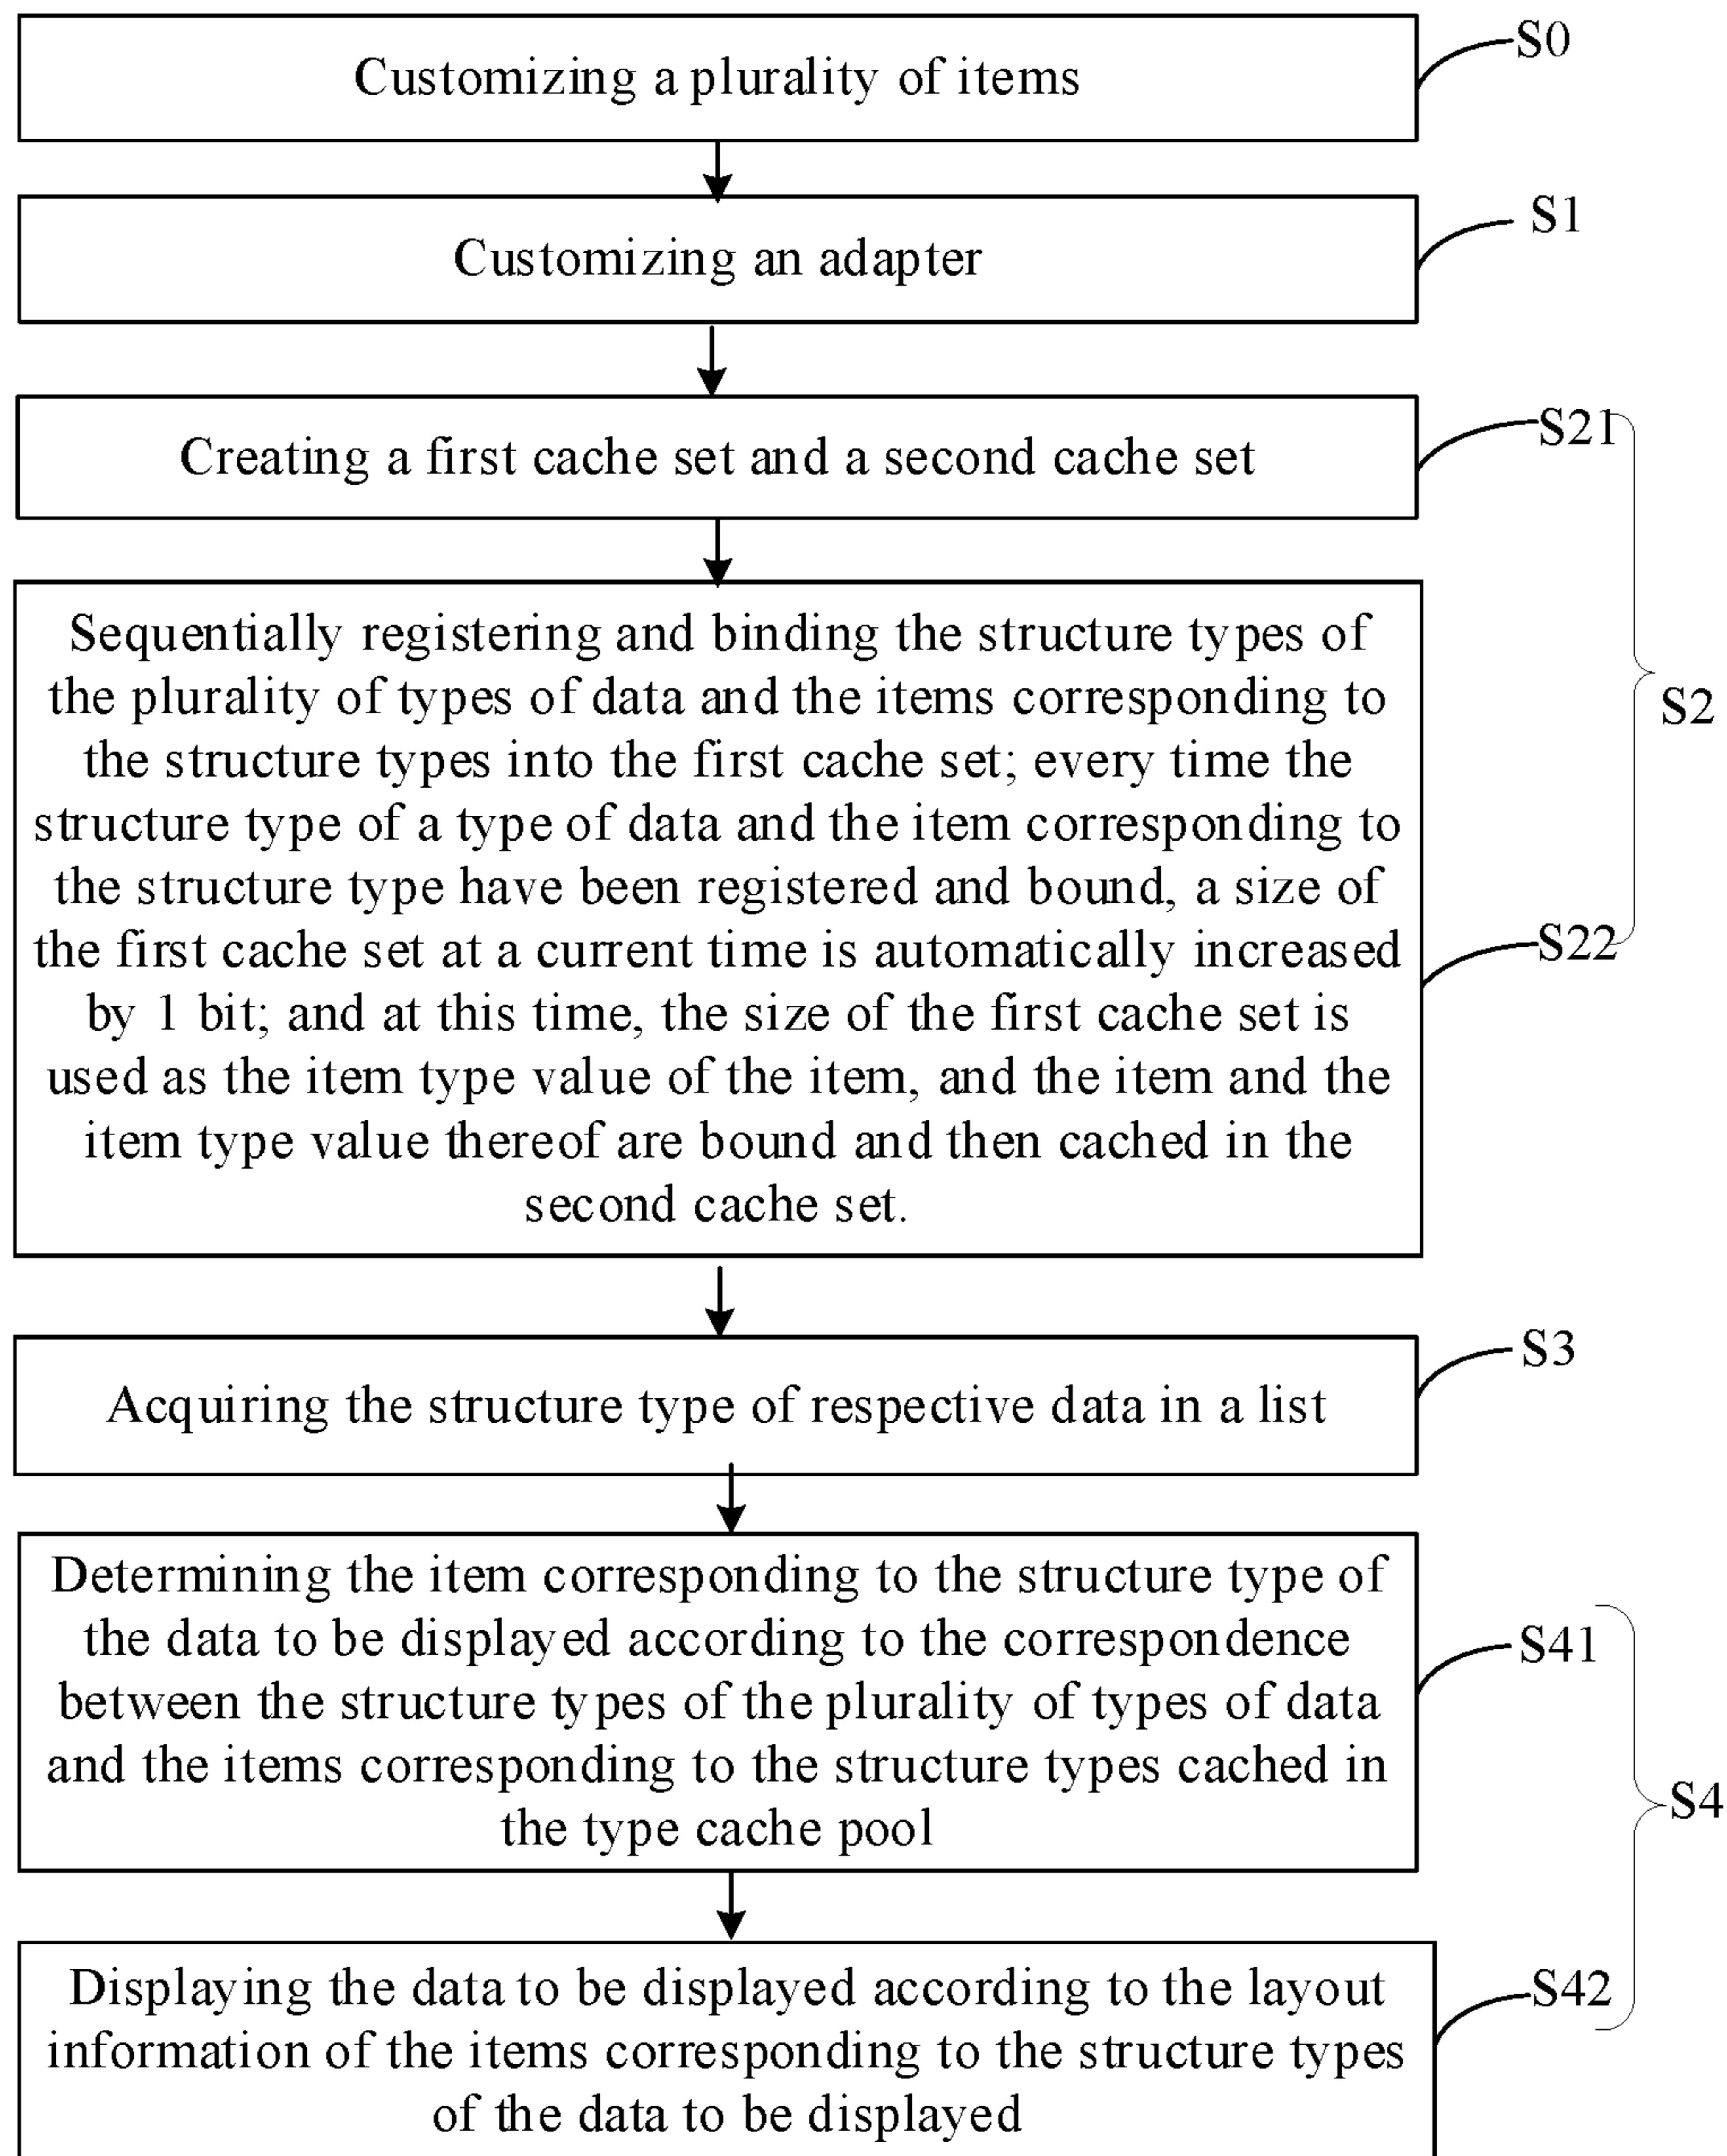 Customizing a plurality of items
S0
Customizing an adapter
S1
Creating a first cache set and a second cache set
S21
Sequentially registering and binding the structure types of
the plurality of types of data and the items corresponding to
the structure types into the first cache set; every time the
structure type of a type of data and the item corresponding to
the structure type have been registered and bound, a size of
the first cache set at a current time is automatically increased
by 1 bit; and at this time, the size of the first cache set is
used as the item type value of the item, and the item and the
item type value thereof are bound and then cached in the
second cache set.
S22
S2
Acquiring the structure type of respective data in a list
S3
Determining the item corresponding to the structure type of
the data to be displayed according to the correspondence
between the structure types of the plurality of types of data
and the items corresponding to the structure types cached in
the type cache pool
S41
S4
Displaying the data to be displayed according to the layout
information of the items corresponding to the structure types
of the data to be displayed
S42